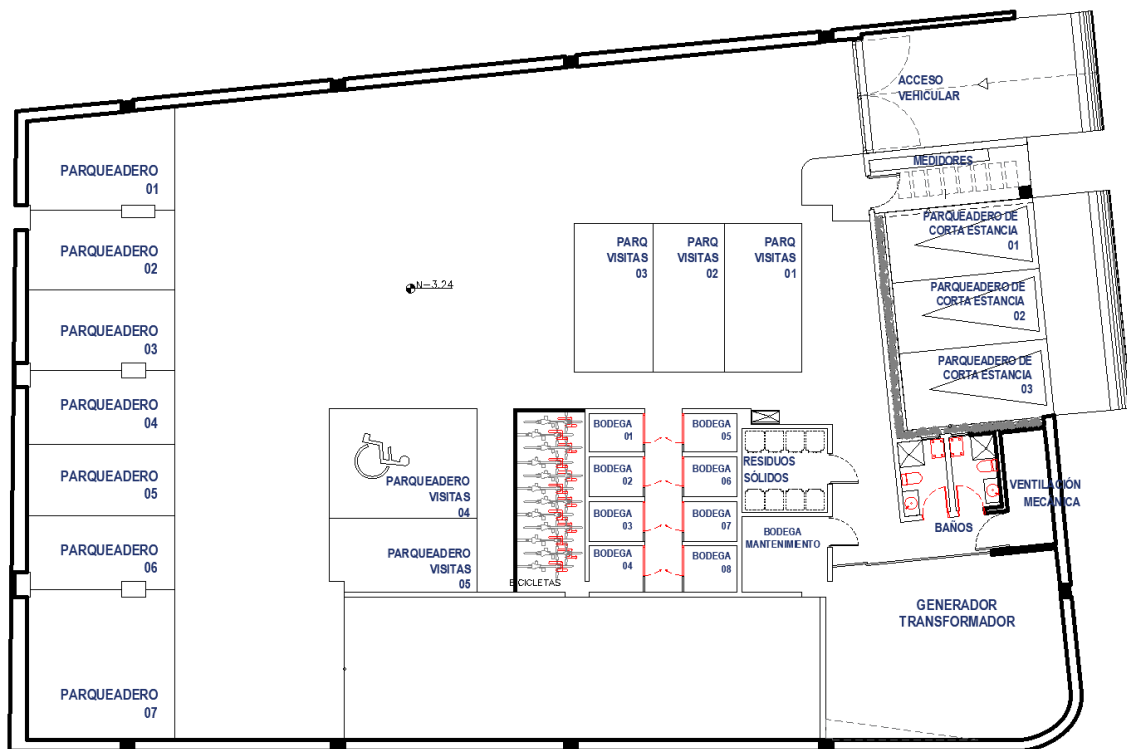 ACCESO
VEHICULAR
MEDIDORES
PARQUEADERO
01
PARQUEADERO
02
PARQUEADERO
03
PARQUEADERO
04
PARQUEADERO
05
PARQUEADERO
06
PARQUEADERO
07
N-3.24
PARQ
VISITAS
03
PARQ
VISITAS
02
PARQ
VISITAS
01
PARQUEADERO DE
CORTA ESTANCIA
01
PARQUEADERO DE
CORTA ESTANCIA
02
PARQUEADERO DE
CORTA ESTANCIA
03
PARQUEADERO
VISITAS
04
PARQUEADERO
VISITAS
05
BICICLETAS
BODEGA
01
BODEGA
02
BODEGA
03
BODEGA
04
BODEGA
05
BODEGA
06
BODEGA
07
BODEGA
08
RESIDUOS
SÓLIDOS
BODEGA
MANTENIMIENTO
BAÑOS
VENTILACIÓN
MECÁNICA
GENERADOR
TRANSFORMADOR